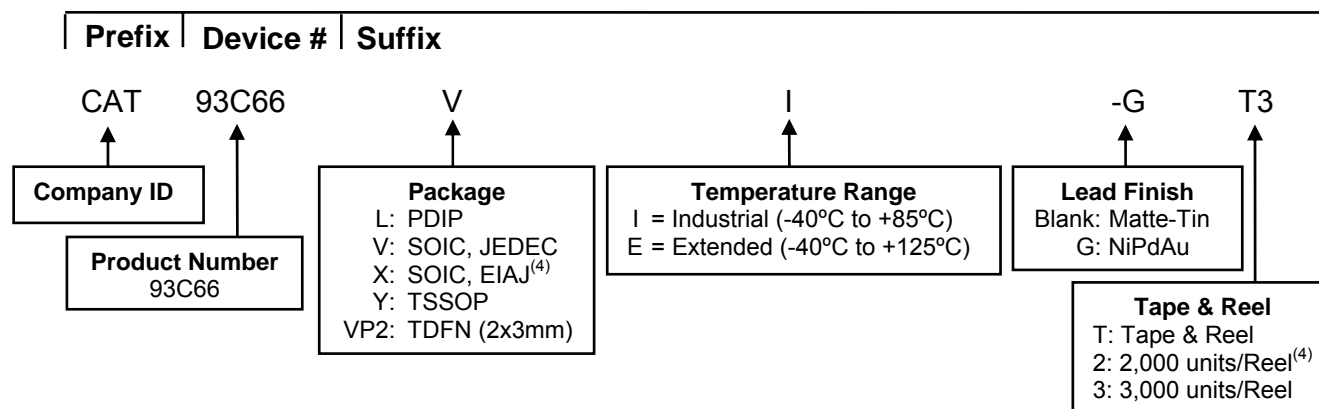 Prefix Device # Suffix
CAT 93C66 V I -G T3
Company ID
Product Number
93C66
Package
L: PDIP
V: SOIC, JEDEC
X: SOIC, EIAJ(4)
Y: TSSOP
VP2: TDFN (2x3mm)
Temperature Range
I = Industrial (-40ºC to +85ºC)
E = Extended (-40ºC to +125ºC)
Lead Finish
Blank: Matte-Tin
G: NiPdAu
Tape & Reel
T: Tape & Reel
2: 2,000 units/Reel(4)
3: 3,000 units/Reel